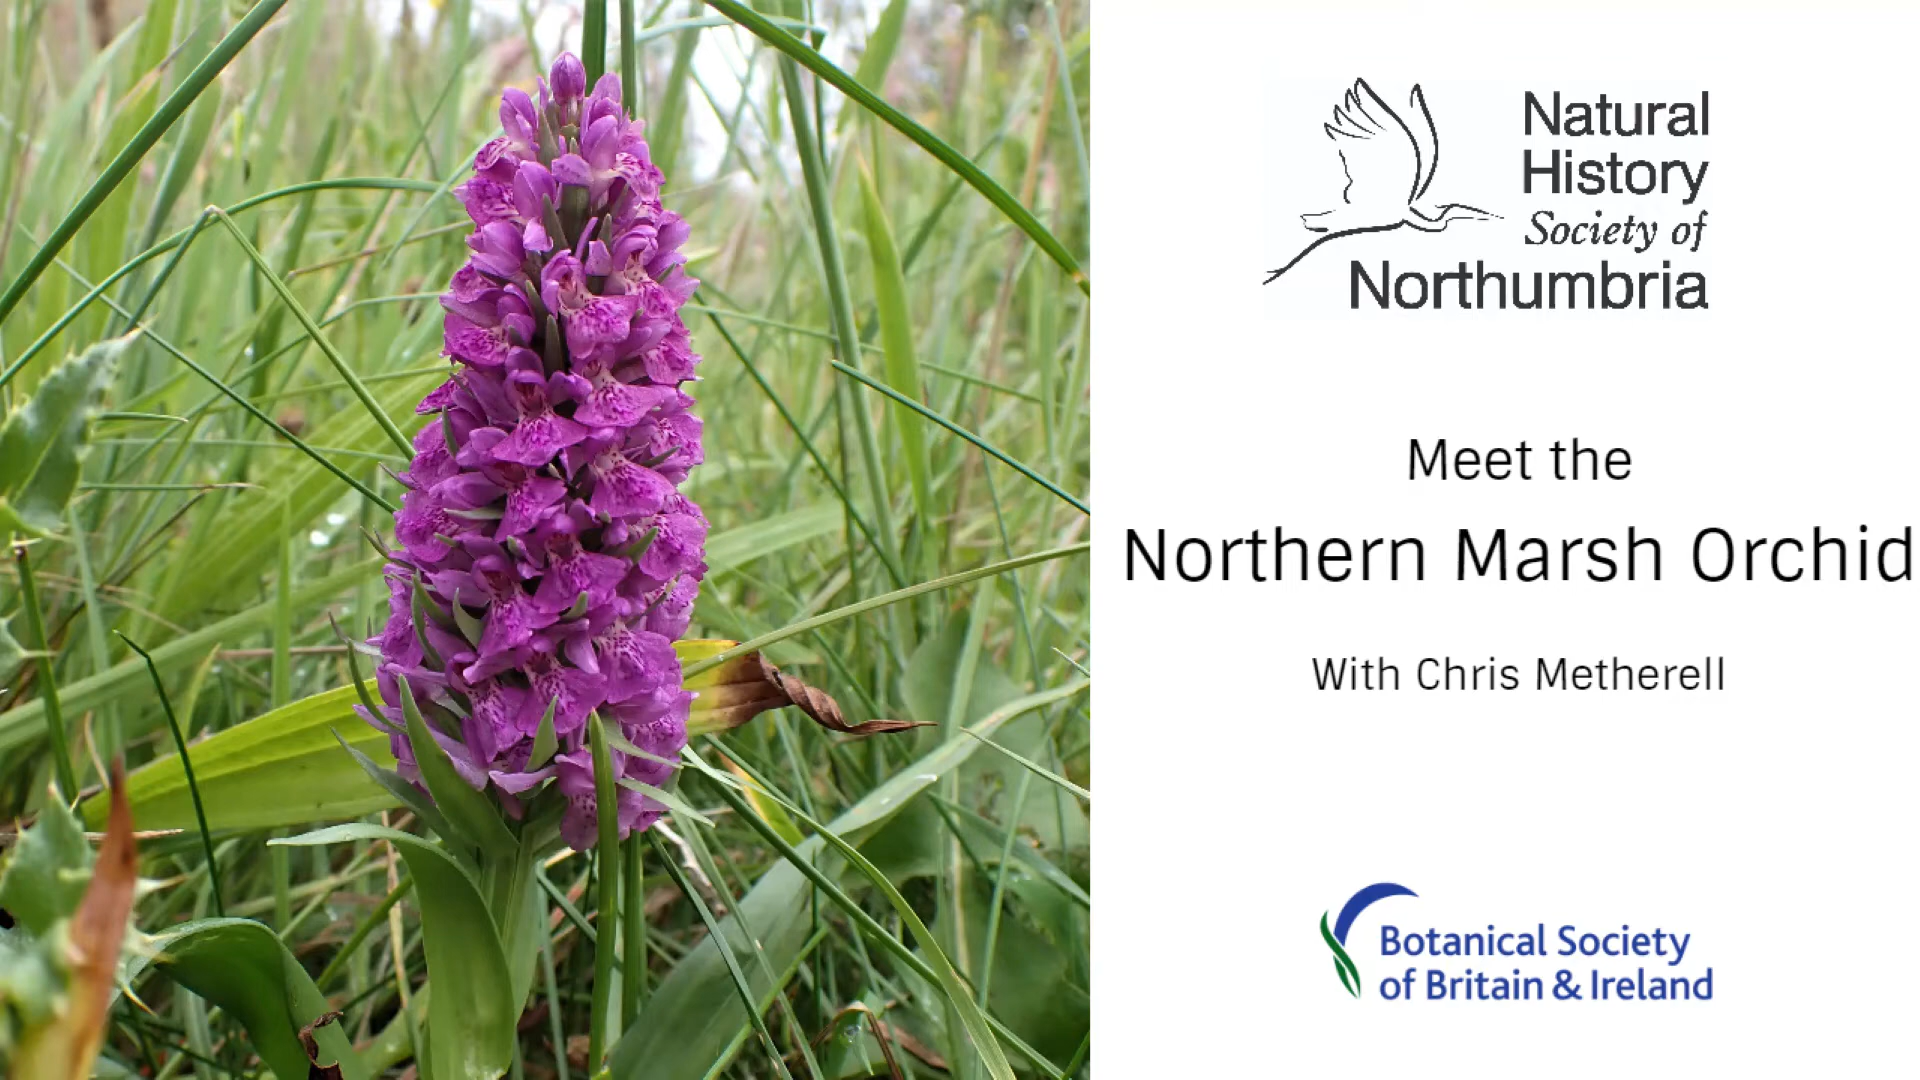 Natural
History
Society of
Northumbria
Meet the
Northern Marsh Orchid
With Chris Metherell
Botanical Society
of Britain & Ireland